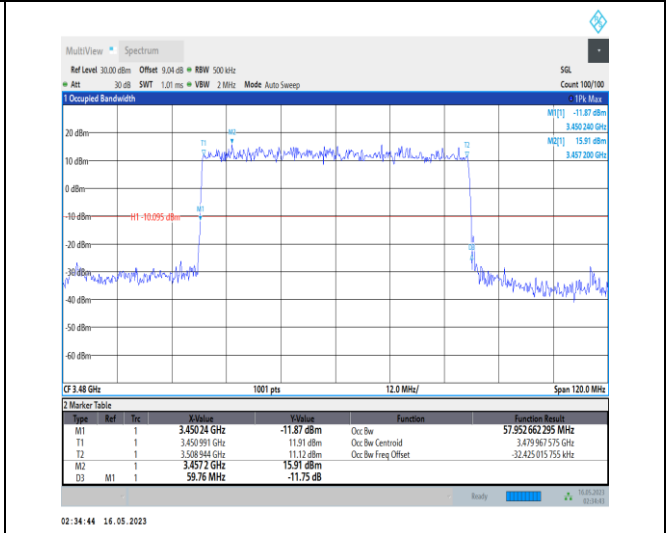 MultiView Spectrum
Ref Level 30.00 dBm Offset 9.04 dB RBW 500 kHz SGL
Att 30 dB SWT 1.01 ms VBW 2 MHz Mode Auto Sweep Count 100/100
1 Occupied Bandwidth 1Pk Max
M1[1] -11.87 dBm
3.450 240 GHz
M2[1] 15.91 dBm
3.457 200 GHz
20 dBm
M2
T1
T2
10 dBm
0 dBm
M1
-10 dBm
H1 -10.095 dBm
-20 dBm
-30 dBm
-40 dBm
-50 dBm
-60 dBm
CF 3.48 GHz 1001 pts 12.0 MHz/ Span 120.0 MHz
2 Marker Table
Type Ref Trc X-Value Y-Value Function Function Result
M1 1 3.450 24 GHz -11.87 dBm Occ Bw 57.952 662 295 MHz
T1 1 3.450 991 GHz 11.91 dBm Occ Bw Centroid 3.479 967 575 GHz
T2 1 3.508 944 GHz 11.12 dBm Occ Bw Freq Offset -32.425 015 755 kHz
M2 1 3.457 2 GHz 15.91 dBm
D3 M1 1 59.76 MHz -11.75 dB
Ready 16.05.2023
02:34:43
02:34:44 16.05.2023